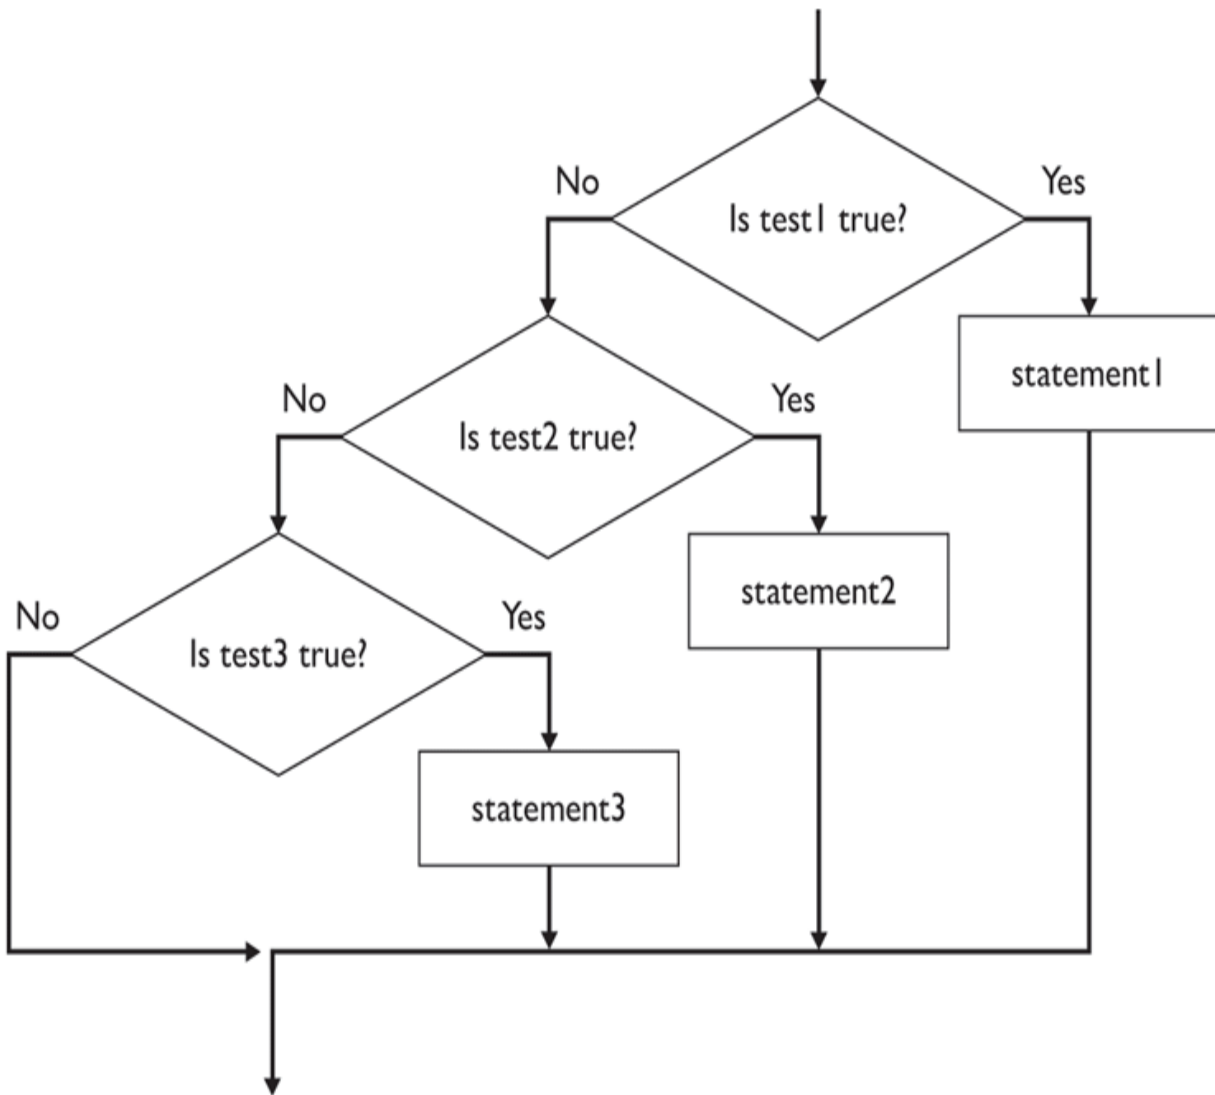 No
Yes
Is test1 true?
statement1
No
Yes
Is test2 true?
statement2
No
Yes
Is test3 true?
statement3